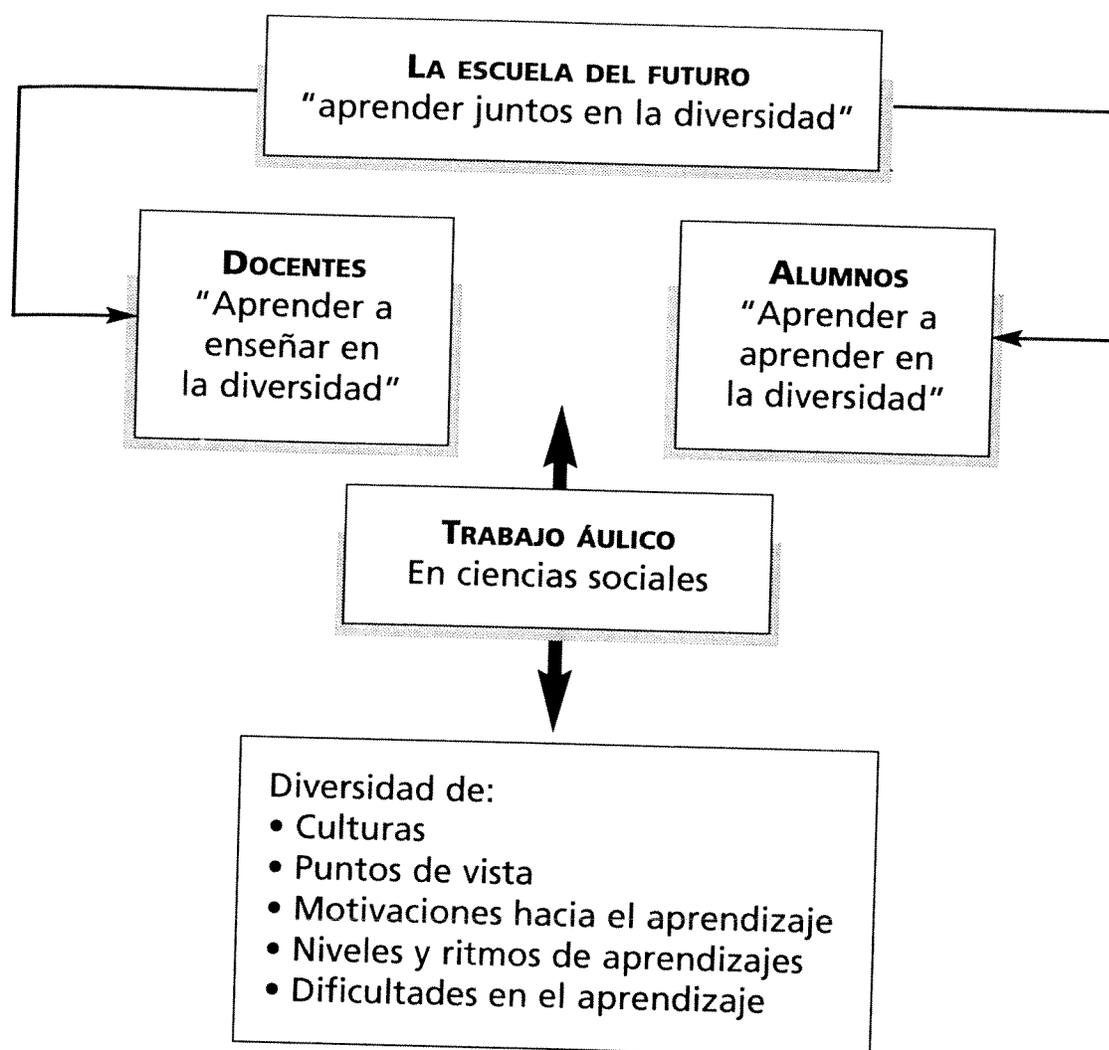 LA ESCUELA DEL FUTURO
"aprender juntos en la diversidad"
DOCENTES
"Aprender a
enseñar en
la diversidad"
ALUMNOS
"Aprender a
aprender en
la diversidad"
TRABAJO ÁULICO
En ciencias sociales
Diversidad de:
• Culturas
• Puntos de vista
• Motivaciones hacia el aprendizaje
• Niveles y ritmos de aprendizajes
• Dificultades en el aprendizaje